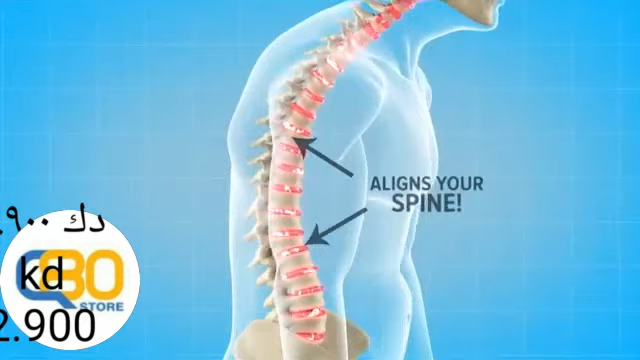 ALIGNS YOUR
SPINE!
.٩٠٠ دك
kd
STORE
2.900